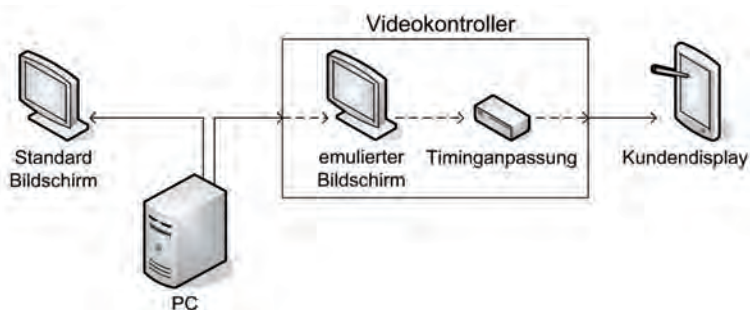 Videokontroller
Standard
Bildschirm
emulierter
Bildschirm
Timinganpassung
Kundendisplay
PC